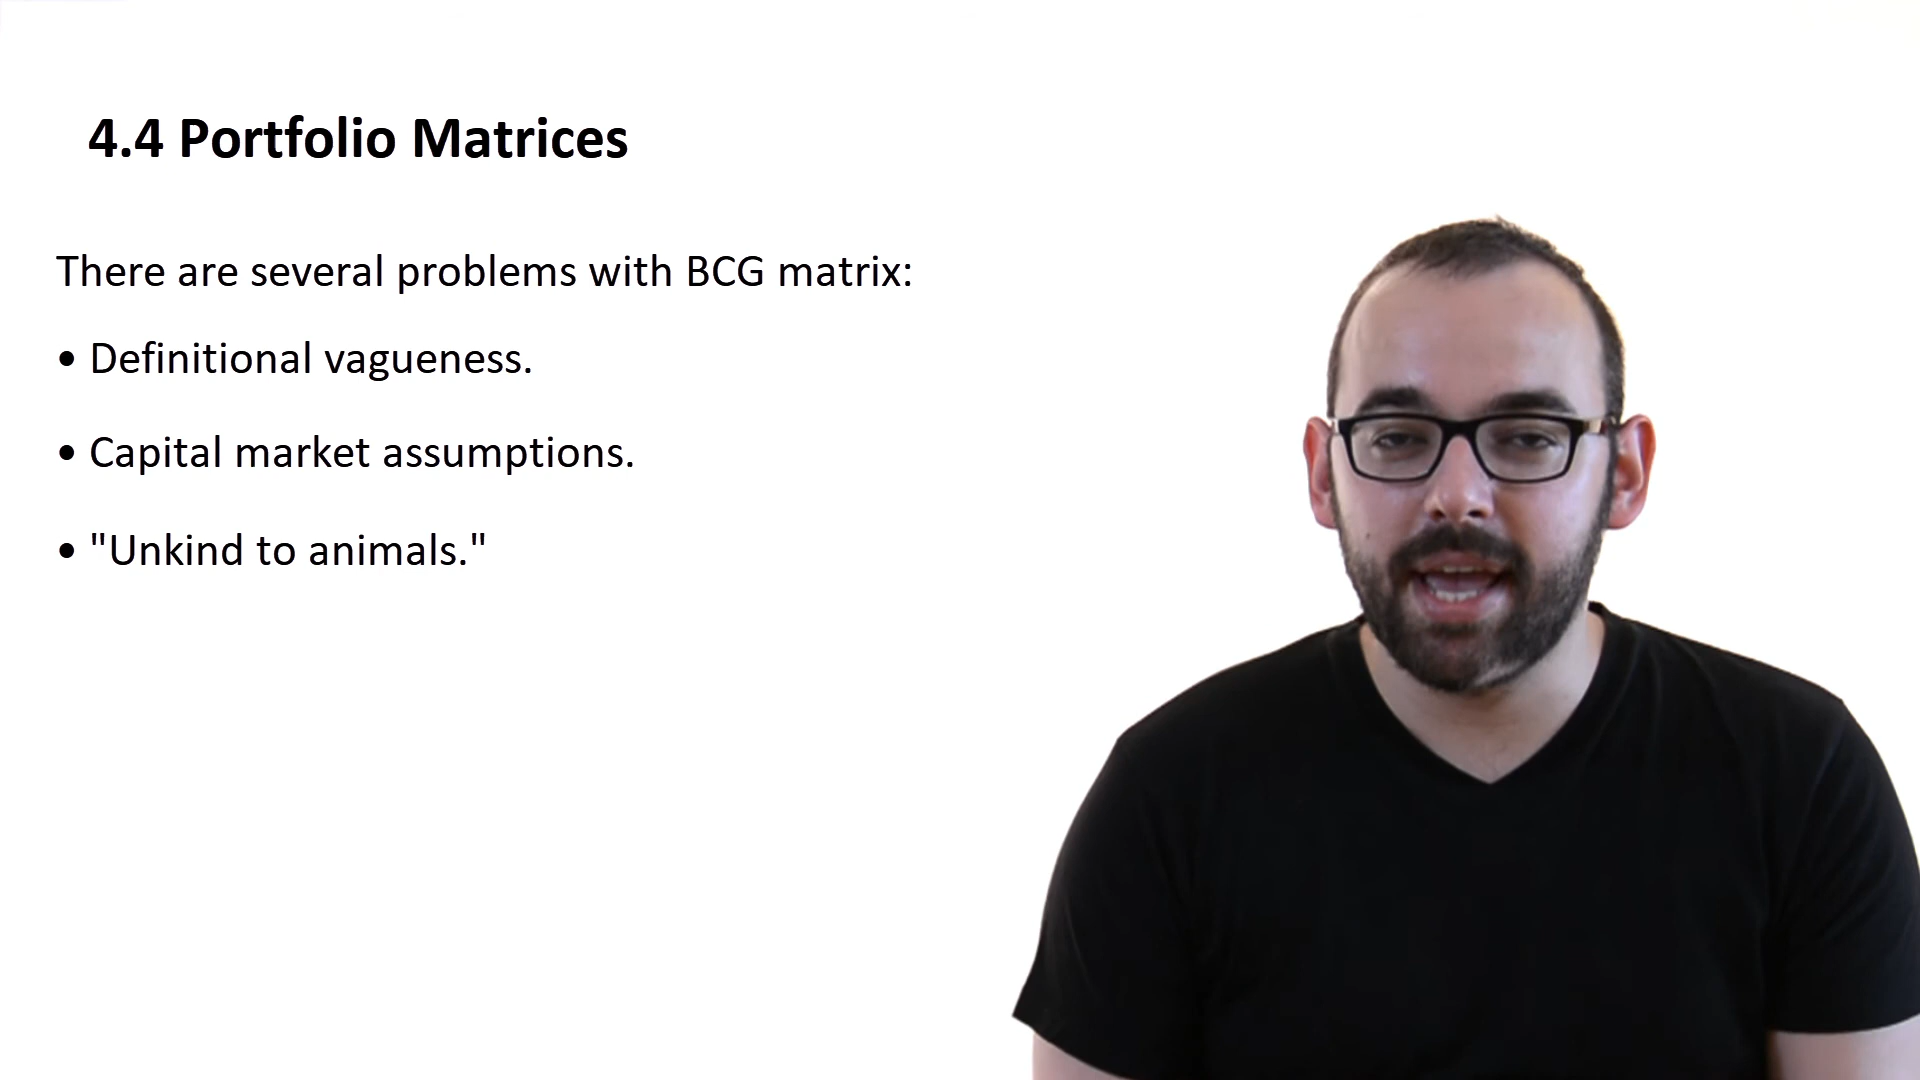 4.4 Portfolio Matrices
There are several problems with BCG matrix:
• Definitional vagueness.
• Capital market assumptions.
• "Unkind to animals."